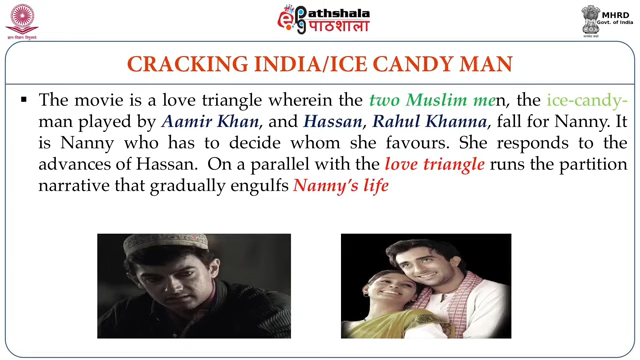 Pathshala
पाठशाला
MHRD
Govt. of India
CRACKING INDIA/ICE CANDY MAN
▪ The movie is a love triangle wherein the two Muslim men, the ice-candy-
man played by Aamir Khan, and Hassan, Rahul Khanna, fall for Nanny. It
is Nanny who has to decide whom she favours. She responds to the
advances of Hassan. On a parallel with the love triangle runs the partition
narrative that gradually engulfs Nanny's life